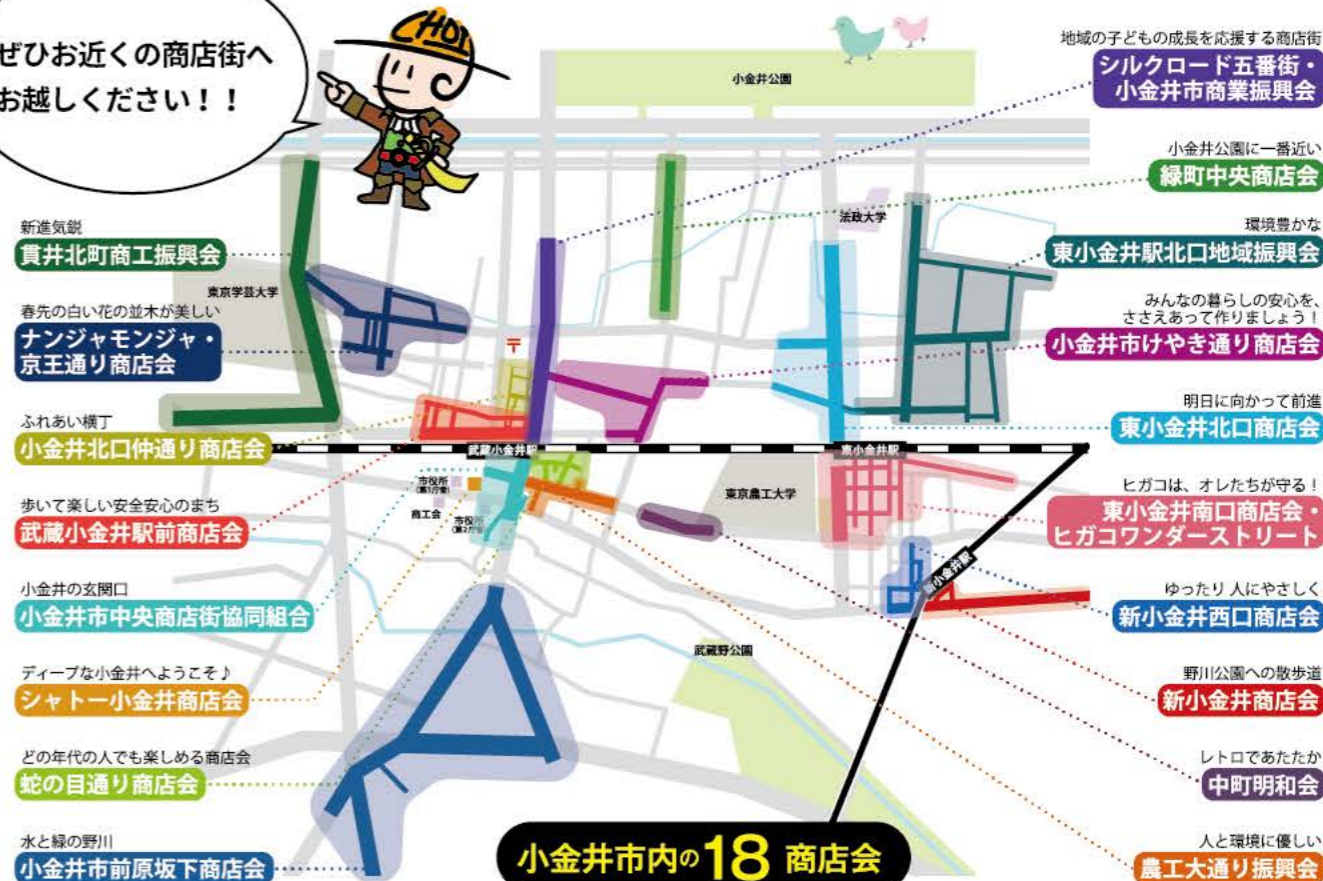 ぜひお近くの商店街へ
お越しください！！
CHOI
小金井公園
地域の子どもの成長を応援する商店街
シルクロード五番街・
小金井市商業振興会
小金井公園に一番近い
緑町中央商店会
法政大学
環境豊かな
東小金井駅北口地域振興会
みんなの暮らしの安心を、
ささえあって作りましょう！
小金井市けやき通り商店会
明日に向かって前進
東小金井北口商店会
ヒガコは、オレたちが守る！
東小金井南口商店会・
ヒガコワンダーストリート
ゆったり 人にやさしく
新小金井西口商店会
野川公園への散歩道
新小金井商店会
レトロであたたか
中町明和会
人と環境に優しい
農工大通り振興会
新進気鋭
貫井北町商工振興会
東京学芸大学
春先の白い花の並木が美しい
ナンジャモンジャ・
京王通り商店会
〒
ふれあい横丁
小金井北口仲通り商店会
歩いて楽しい安全安心のまち
武蔵小金井駅前商店会
小金井の玄関口
小金井市中央商店街協同組合
ディープな小金井へようこそ♪
シャトー小金井商店会
どの年代の人でも楽しめる商店会
蛇の目通り商店会
水と緑の野川
小金井市前原坂下商店会
武蔵小金井駅
東小金井駅
市役所
(第1庁舎)
商工会
市役所
(第2庁舎)
東京農工大学
新小金井駅
武蔵野公園
小金井市内の18 商店会